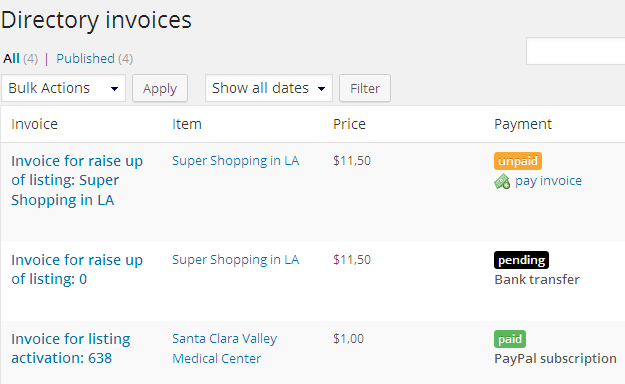 Directory invoices
All (4) | Published (4)
Bulk Actions Apply Show all dates Filter
Invoice Item Price Payment
Invoice for raise up Super Shopping in LA $11,50 unpaid
of listing: Super pay invoice
Shopping in LA
Invoice for raise up Super Shopping in LA $11,50 pending
of listing: 0 Bank transfer
Invoice for listing Santa Clara Valley $1,00 paid
activation: 638 Medical Center PayPal subscription